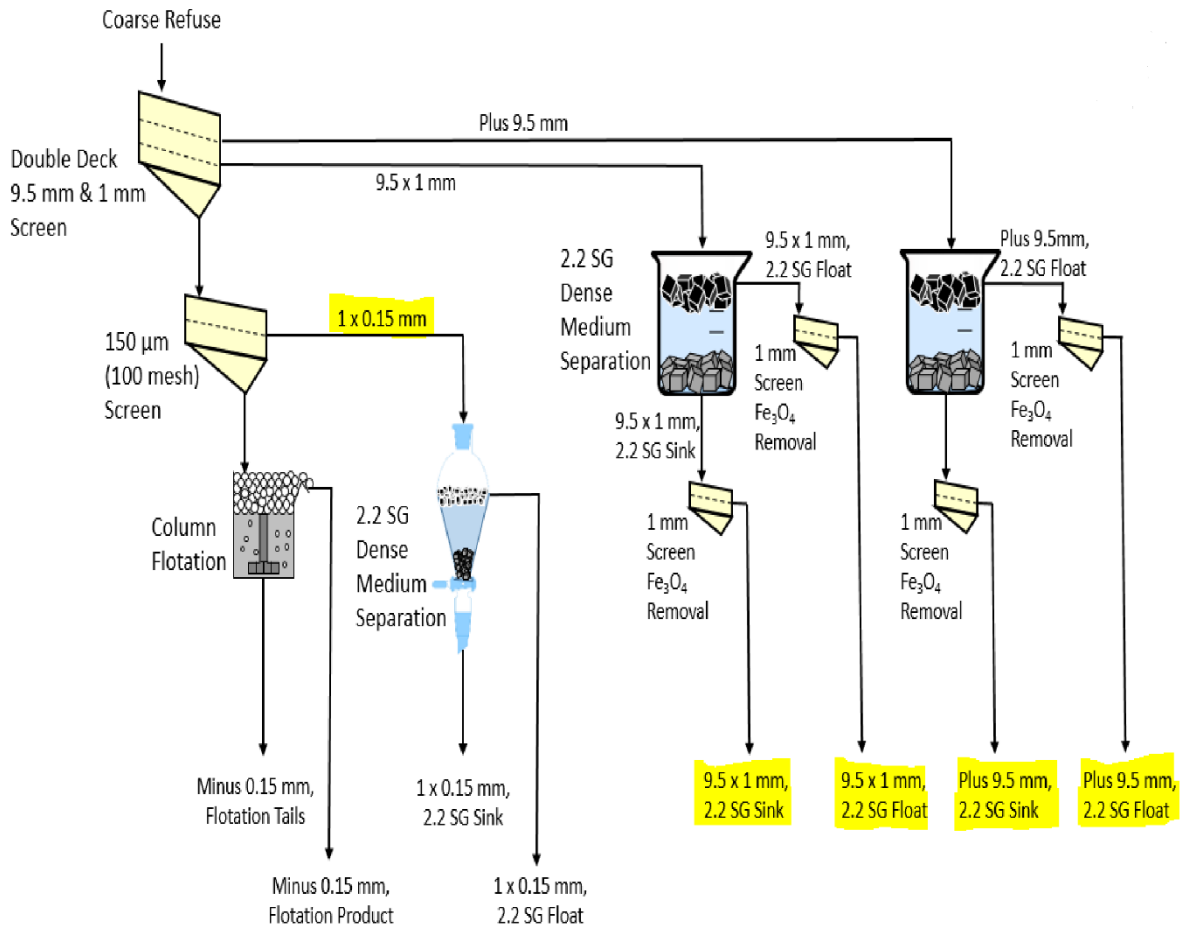 Coarse Refuse
Plus 9.5 mm
Double Deck
9.5 mm & 1 mm
Screen
9.5 x 1 mm
150 µm
(100 mesh)
Screen
1 x 0.15 mm
2.2 SG
Dense
Medium
Separation
9.5 x 1 mm,
2.2 SG Float
Plus 9.5mm,
2.2 SG Float
1 mm
Screen
Fe₃O₄
Removal
1 mm
Screen
Fe₃O₄
Removal
9.5 x 1 mm,
2.2 SG Sink
Column
Flotation
2.2 SG
Dense
Medium
Separation
1 mm
Screen
Fe₃O₄
Removal
1 mm
Screen
Fe₃O₄
Removal
Minus 0.15 mm,
Flotation Tails
1 x 0.15 mm,
2.2 SG Sink
9.5 x 1 mm,
2.2 SG Sink
9.5 x 1 mm,
2.2 SG Float
Plus 9.5 mm,
2.2 SG Sink
Plus 9.5 mm,
2.2 SG Float
Minus 0.15 mm,
Flotation Product
1 x 0.15 mm,
2.2 SG Float